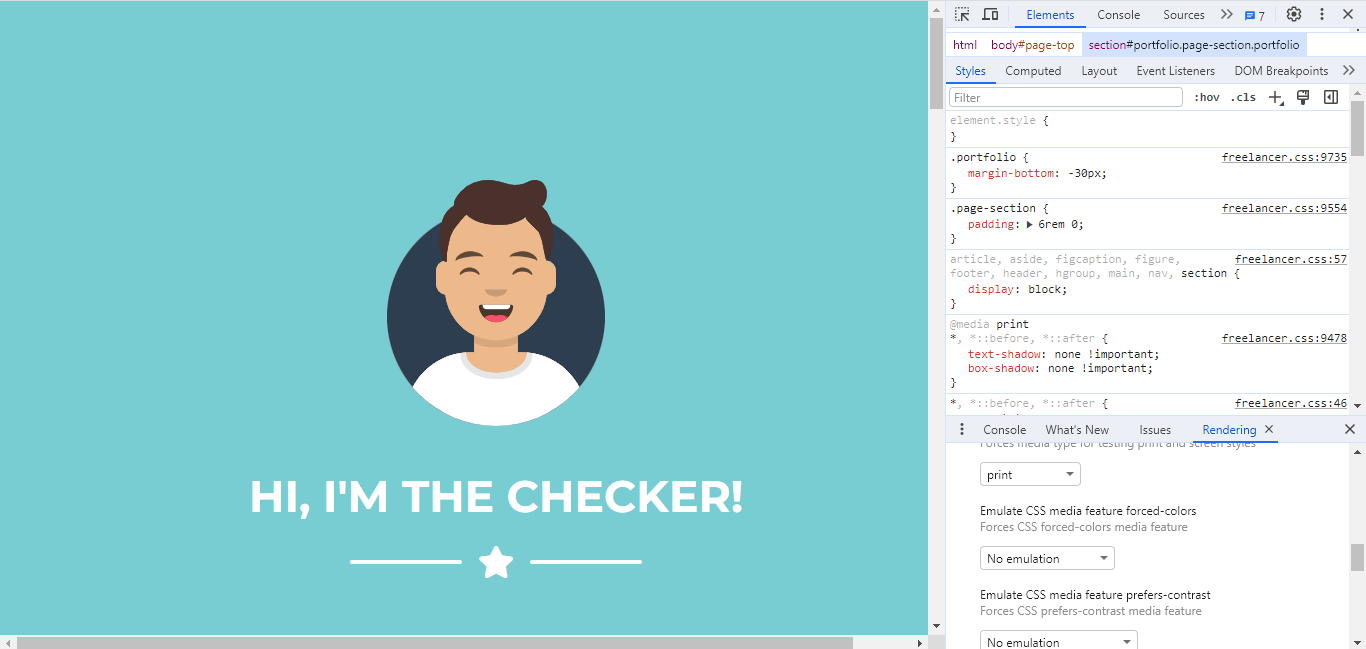 HI, I'M THE CHECKER!
Elements Console Sources 7
html body#page-top section#portfolio.page-section.portfolio
Styles Computed Layout Event Listeners DOM Breakpoints
Filter :hov .cls
element.style {
}
.portfolio { freelancer.css:9735
margin-bottom: -30px;
}
.page-section { freelancer.css:9554
padding: 6rem 0;
}
article, aside, figcaption, figure, freelancer.css:57
footer, header, hgroup, main, nav, section {
display: block;
}
@media print
*, *::before, *::after { freelancer.css:9478
text-shadow: none !important;
box-shadow: none !important;
}
*, *::before, *::after { freelancer.css:46
Console What's New Issues Rendering
Forces media type for testing print and screen styles
print
Emulate CSS media feature forced-colors
Forces CSS forced-colors media feature
No emulation
Emulate CSS media feature prefers-contrast
Forces CSS prefers-contrast media feature
No emulation